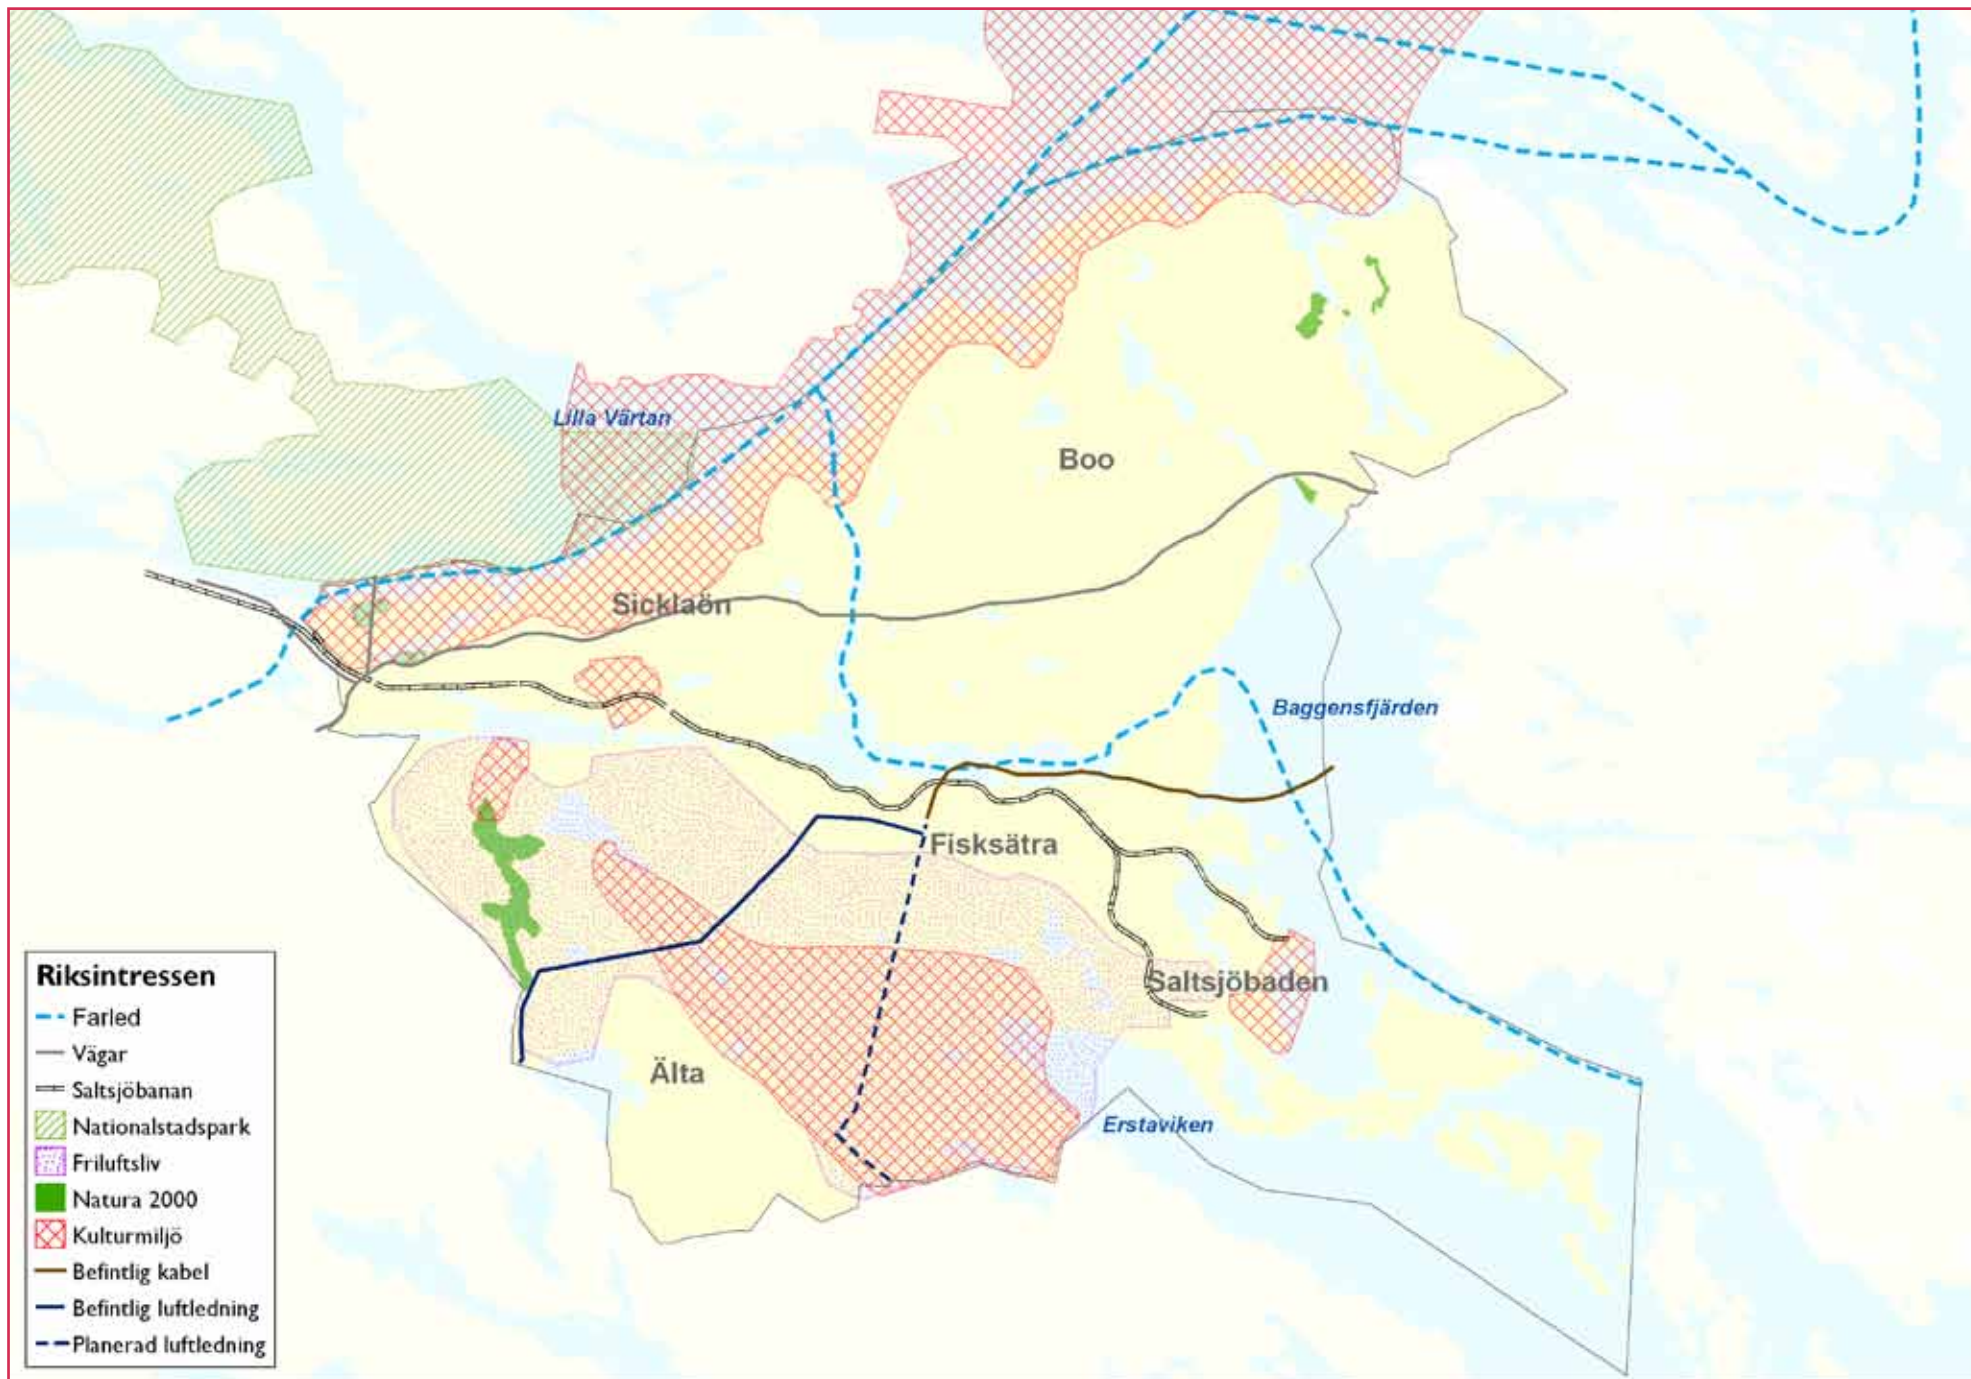 Lilla Värtan
Boo
Sicklaön
Baggensfjärden
Fisksätra
Saltsjöbaden
Älta
Erstaviken
Riksintressen
Farled
Vägar
Saltsjöbanan
Nationalstadspark
Friluftsliv
Natura 2000
Kulturmiljö
Befintlig kabel
Befintlig luftledning
Planerad luftledning